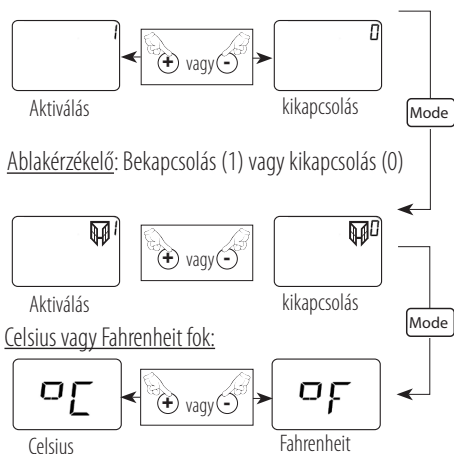 1 + vagy - 0
Aktiválás kikapcsolás
Mode
Ablakérzékelő: Bekapcsolás (1) vagy kikapcsolás (0)
1 + vagy - 0
Aktiválás kikapcsolás
Mode
Celsius vagy Fahrenheit fok:
°C + vagy - °F
Celsius Fahrenheit